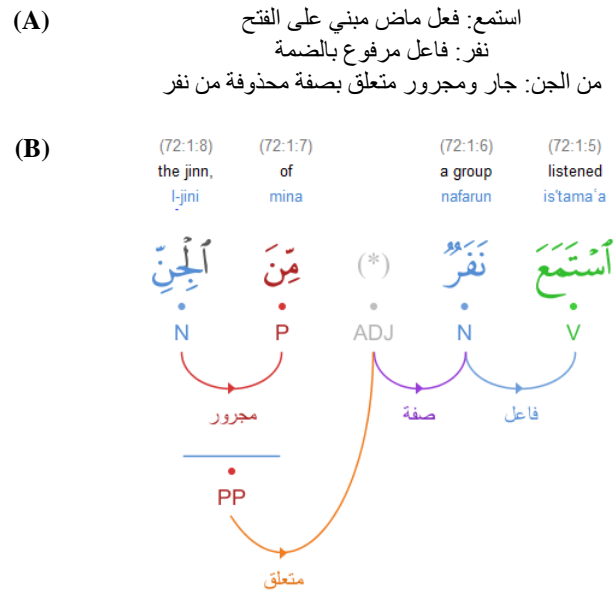 (A)
استمع: فعل ماض مبني على الفتح
نفر: فاعل مرفوع بالضمة
من الجن: جار ومجرور متعلق بصفة محذوفة من نفر
(B)
(72:1:8) (72:1:7) (72:1:6) (72:1:5)
the jinn, of a group listened
l-jini mina nafarun is'tamaʿa
ٱلْجِنِّ مِّنَ (*) نَفَرٌ ٱسْتَمَعَ
N P ADJ N V
مجرور صفة فاعل
PP
متعلق